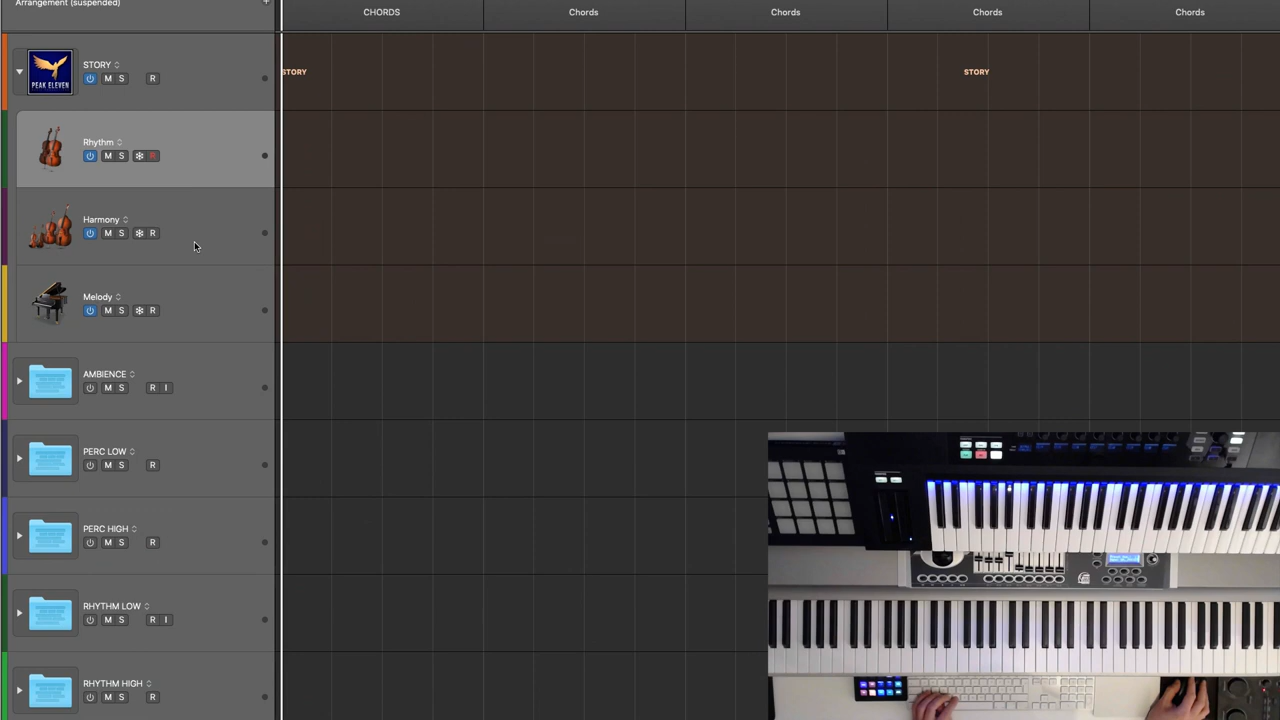 Arrangement (suspended)
+
CHORDS
Chords
Chords
Chords
Chords
STORY
M S R
PEAK ELEVEN
STORY
STORY
Rhythm
M S R
Harmony
M S R
Melody
M S R
AMBIENCE
M S R I
PERC LOW
M S R
PERC HIGH
M S R
RHYTHM LOW
M S R I
RHYTHM HIGH
M S R